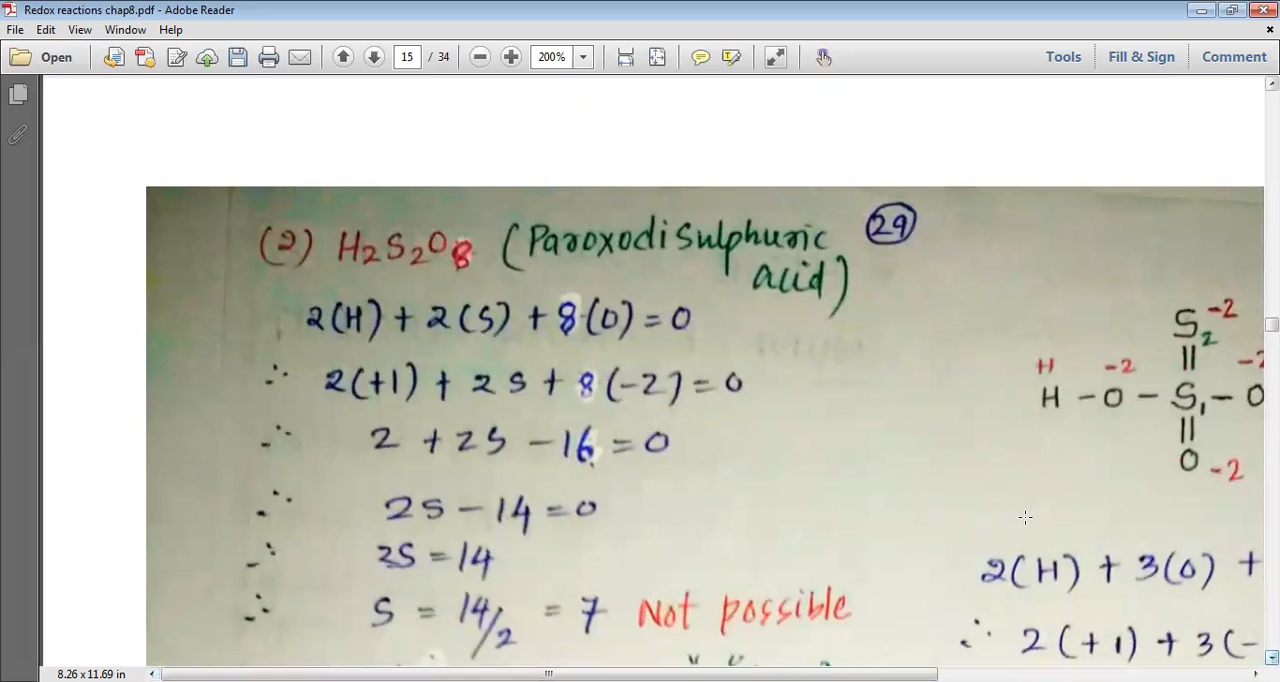 Redox reactions chap8.pdf - Adobe Reader
File Edit View Window Help
Open 15 / 34 200% Tools Fill & Sign Comment
(2) H2S2O8 (Paroxodisulphuric acid) 29
2(H) + 2(S) + 8(O) = 0
∴ 2(+1) + 2S + 8(-2) = 0
∴ 2 + 2S - 16 = 0
∴ 2S - 14 = 0
∴ 2S = 14
∴ S = 14/2 = 7 Not possible
S2 -2
H -2 -2
H - O - S1 - O
O -2
2(H) + 3(O) +
∴ 2(+1) + 3(-
8.26 x 11.69 in